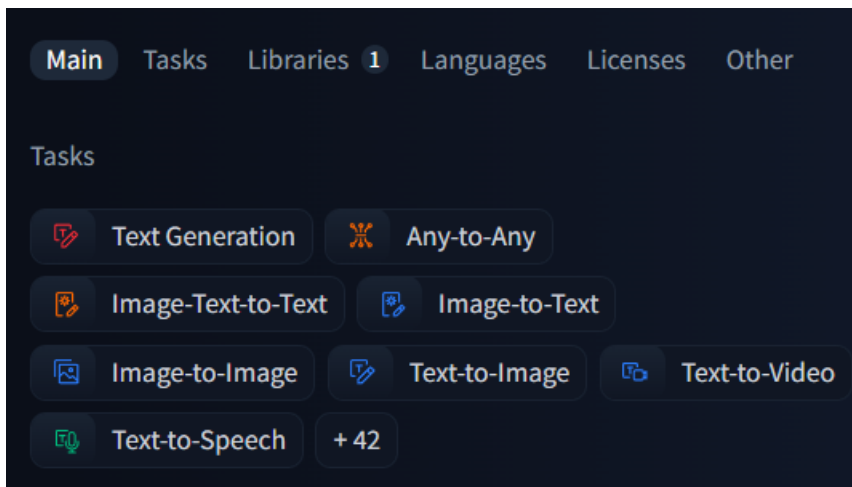 Main Tasks Libraries 1 Languages Licenses Other
Tasks
Text Generation Any-to-Any
Image-Text-to-Text Image-to-Text
Image-to-Image Text-to-Image Text-to-Video
Text-to-Speech + 42